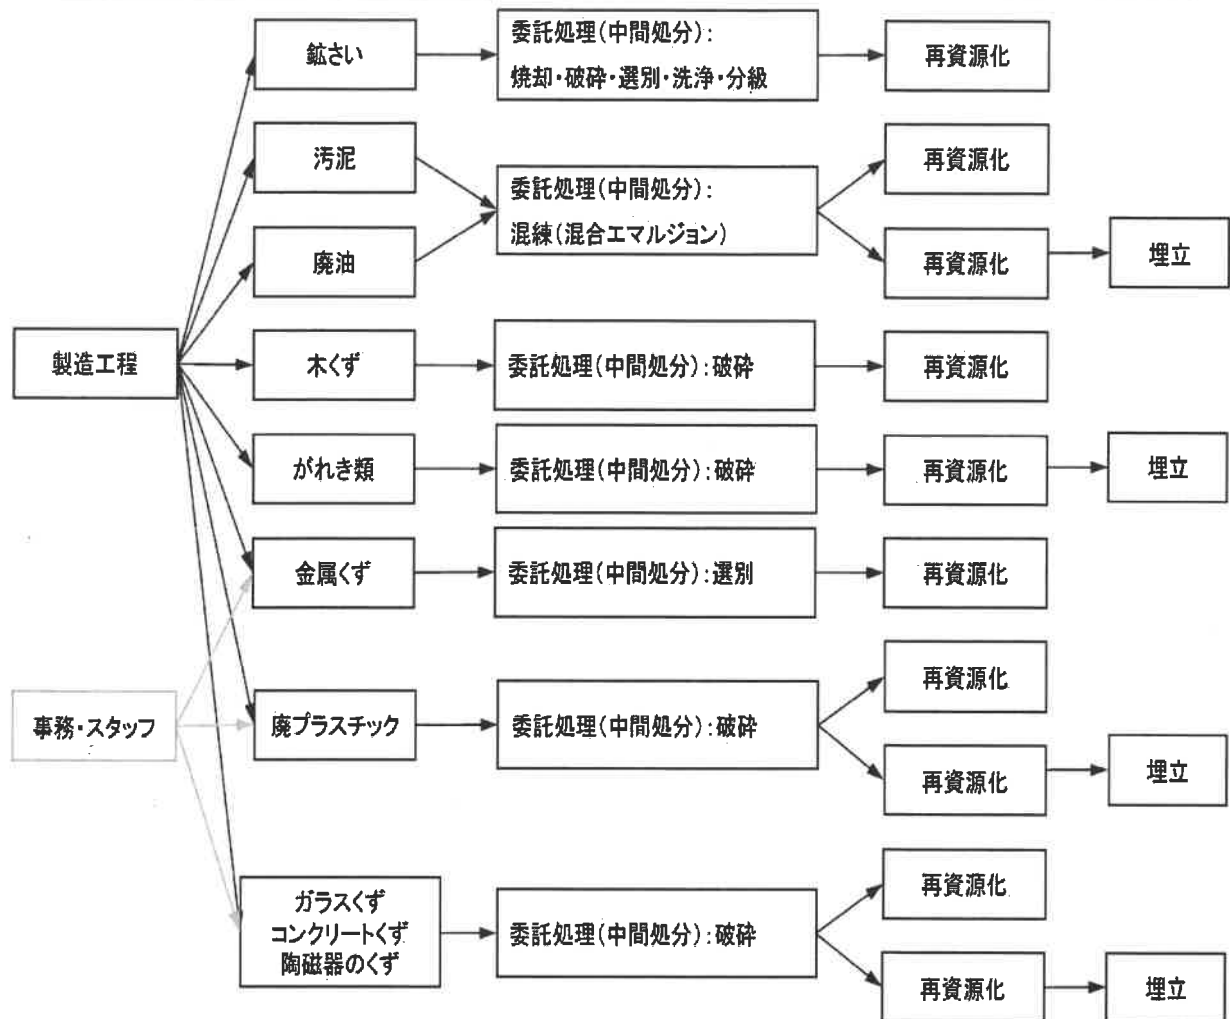 鉱さい
委託処理(中間処分):
焼却・破砕・選別・洗浄・分級
再資源化
汚泥
廃油
委託処理(中間処分):
混練(混合エマルジョン)
再資源化
再資源化
埋立
製造工程
木くず
委託処理(中間処分):破砕
再資源化
がれき類
委託処理(中間処分):破砕
再資源化
埋立
金属くず
委託処理(中間処分):選別
再資源化
事務・スタッフ
廃プラスチック
委託処理(中間処分):破砕
再資源化
再資源化
埋立
ガラスくず
コンクリートくず
陶磁器のくず
委託処理(中間処分):破砕
再資源化
再資源化
埋立